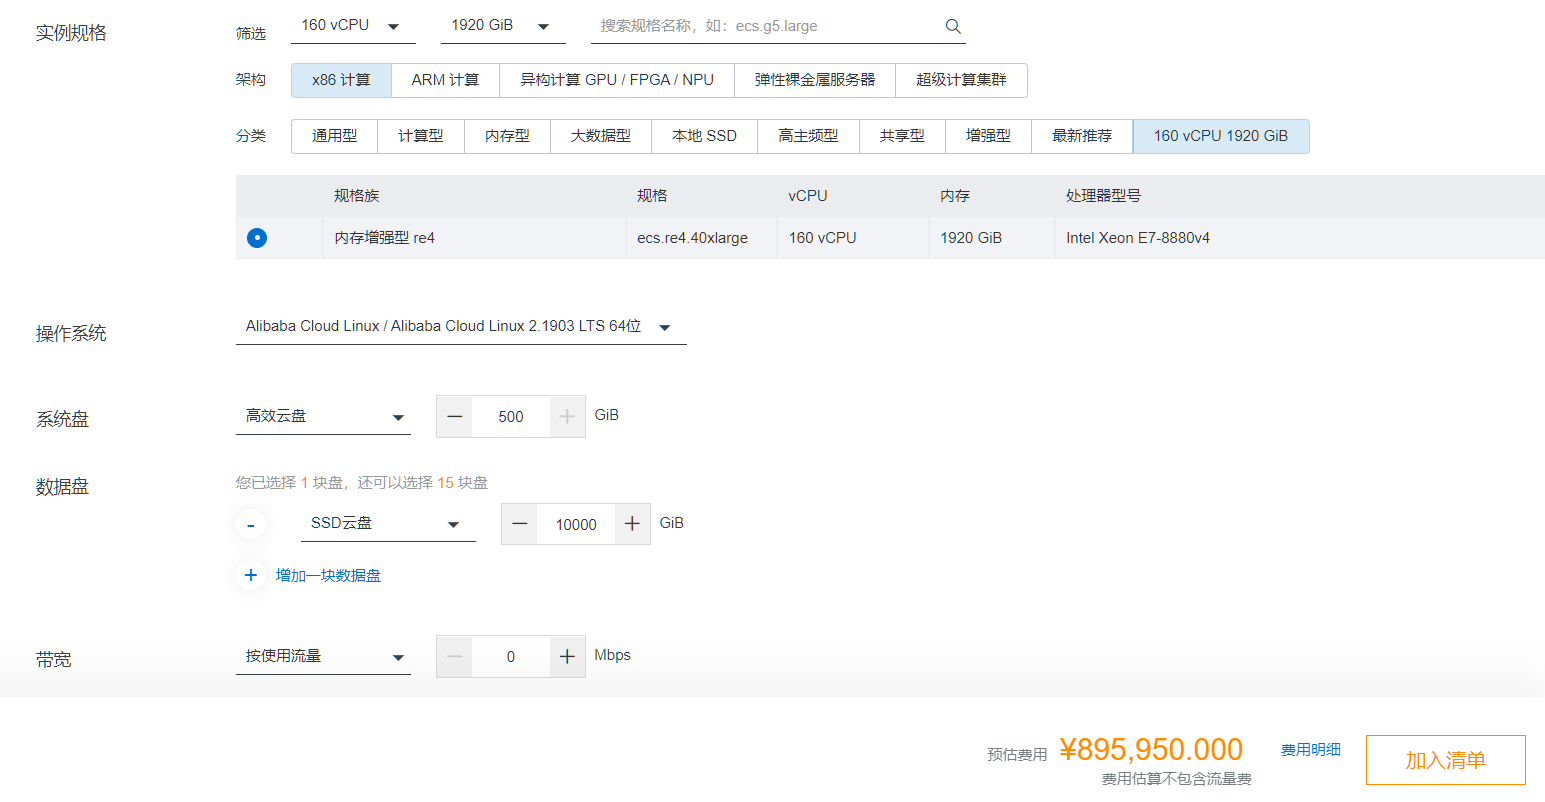 实例规格
筛选 160 vCPU 1920 GiB 搜索规格名称，如：ecs.g5.large
架构 x86 计算 ARM 计算 异构计算 GPU / FPGA / NPU 弹性裸金属服务器 超级计算集群
分类 通用型 计算型 内存型 大数据型 本地 SSD 高主频型 共享型 增强型 最新推荐 160 vCPU 1920 GiB
规格族 规格 vCPU 内存 处理器型号
内存增强型 re4 ecs.re4.40xlarge 160 vCPU 1920 GiB Intel Xeon E7-8880v4
操作系统 Alibaba Cloud Linux / Alibaba Cloud Linux 2.1903 LTS 64位
系统盘 高效云盘 — 500 + GiB
数据盘 您已选择 1 块盘，还可以选择 15 块盘
- SSD云盘 — 10000 + GiB
+ 增加一块数据盘
带宽 按使用流量 — 0 + Mbps
预估费用 ¥895,950.000 费用明细 加入清单
费用估算不包含流量费